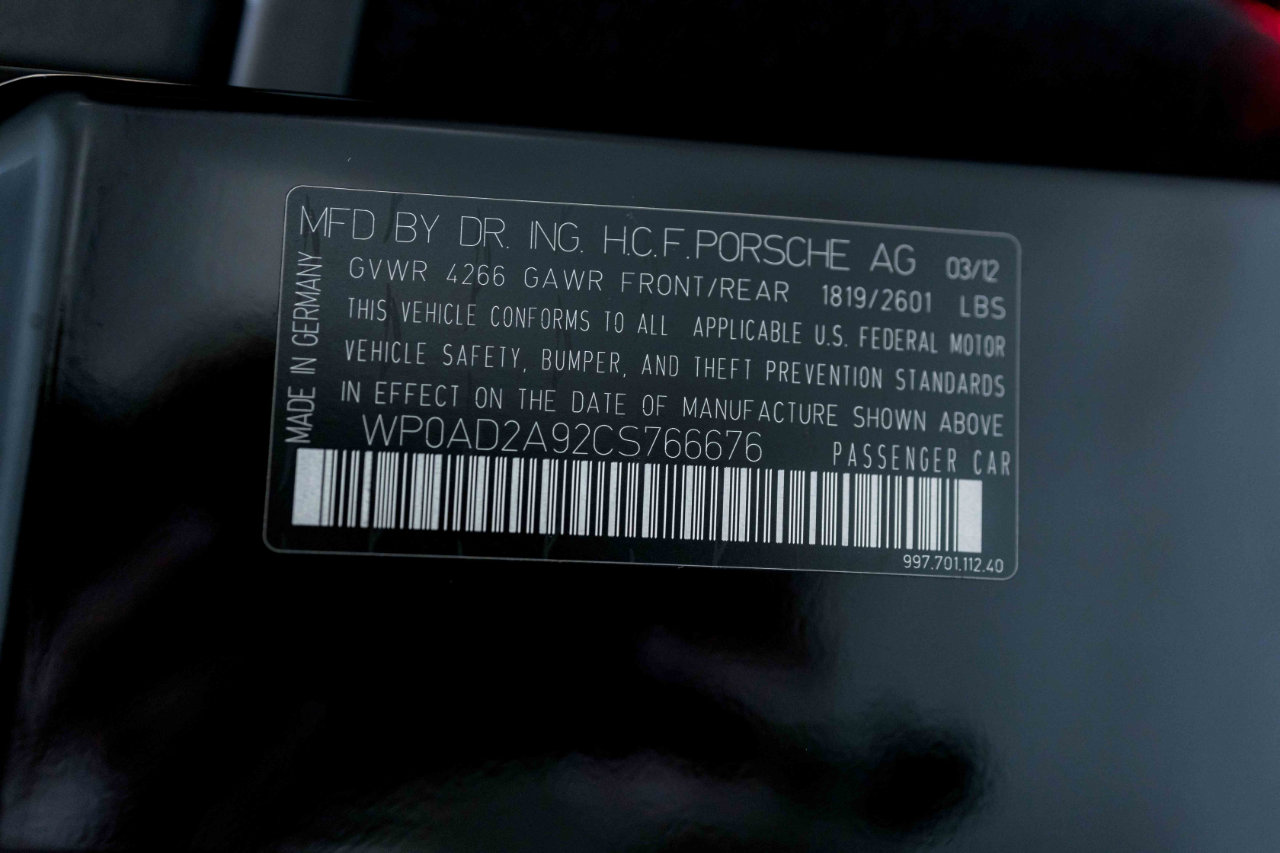 MFD BY DR. ING. H.C.F. PORSCHE AG 03/12
GVWR 4266 GAWR FRONT/REAR 1819/2601 LBS
THIS VEHICLE CONFORMS TO ALL APPLICABLE U.S. FEDERAL MOTOR
VEHICLE SAFETY, BUMPER, AND THEFT PREVENTION STANDARDS
IN EFFECT ON THE DATE OF MANUFACTURE SHOWN ABOVE
WP0AD2A92CS766676 PASSENGER CAR
997.701.112.40
MADE IN GERMANY